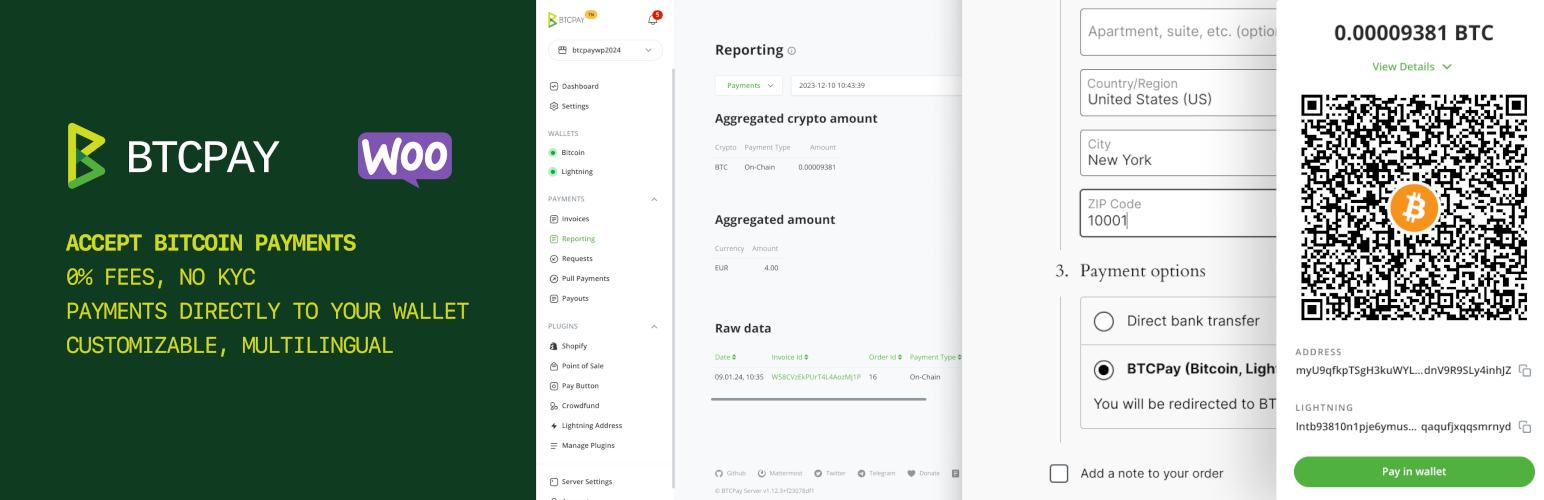 BTCPAY
WOO
ACCEPT BITCOIN PAYMENTS
0% FEES, NO KYC
PAYMENTS DIRECTLY TO YOUR WALLET
CUSTOMIZABLE, MULTILINGUAL
BTCPAY
TN
5
btcpaywp2024
Dashboard
Settings
WALLETS
Bitcoin
Lightning
PAYMENTS
Invoices
Reporting
Requests
Pull Payments
Payouts
PLUGINS
Shopify
Point of Sale
Pay Button
Crowdfund
Lightning Address
Manage Plugins
Server Settings
Reporting
Payments
2023-12-10 10:43:39
Aggregated crypto amount
Crypto Payment Type Amount
BTC On-Chain 0.00009381
Aggregated amount
Currency Amount
EUR 4.00
Raw data
Date Invoice Id Order Id Payment Type
09.01.24, 10:35 W58CVzEkPUrT4L4AozMj1P 16 On-Chain
Github Mattermost Twitter Telegram Donate
© BTCPay Server v1.12.3+f23078df1
Apartment, suite, etc. (optio
Country/Region
United States (US)
City
New York
ZIP Code
10001
3. Payment options
Direct bank transfer
BTCPay (Bitcoin, Ligh
You will be redirected to BT
Add a note to your order
0.00009381 BTC
View Details
ADDRESS
myU9qfkpTSgH3kuWYL...dnV9R9SLy4inhJZ
LIGHTNING
lntb93810n1pje6ymus... qaqufjxqqsmrnyd
Pay in wallet